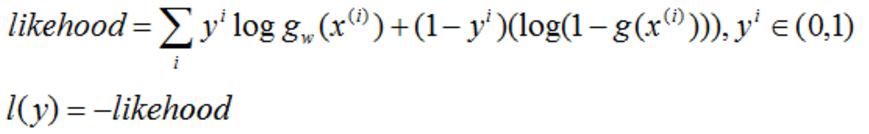 likehood = ∑_i y^i log g_w(x^(i)) + (1 − y^i)(log(1 − g(x^(i)))), y^i ∈ (0,1)
l(y) = −likehood